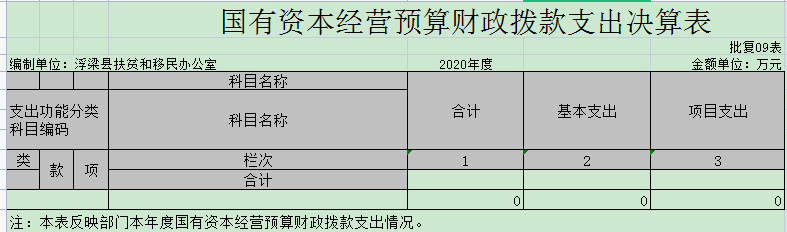 国有资本经营预算财政拨款支出决算表
批复09表
编制单位：浮梁县扶贫和移民办公室 2020年度 金额单位：万元
科目名称
支出功能分类科目编码 科目名称 合计 基本支出 项目支出
类 款 项 栏次 1 2 3
合计
0 0 0
注：本表反映部门本年度国有资本经营预算财政拨款支出情况。